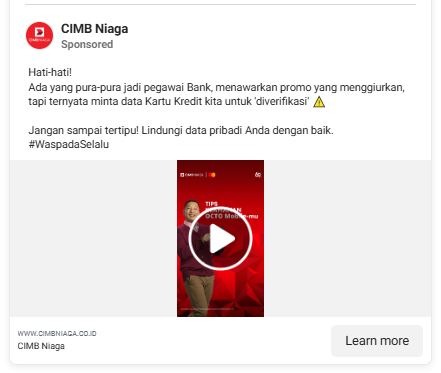 CIMB Niaga
Sponsored
Hati-hati!
Ada yang pura-pura jadi pegawai Bank, menawarkan promo yang menggiurkan,
tapi ternyata minta data Kartu Kredit kita untuk 'diverifikasi' ⚠️
Jangan sampai tertipu! Lindungi data pribadi Anda dengan baik.
#WaspadaSelalu
CIMB NIAGA
TIPS
OCTO Mobile-mu
WWW.CIMBNIAGA.CO.ID
CIMB Niaga
Learn more